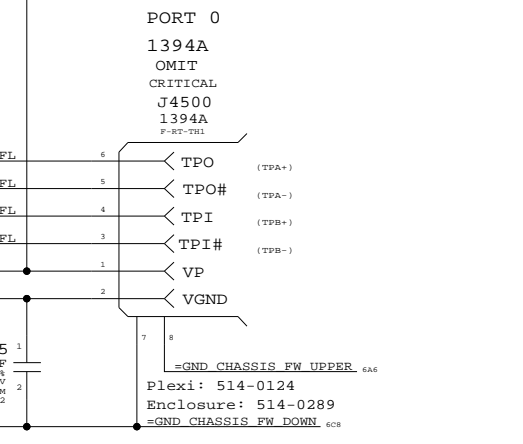 PORT 0
1394A
OMIT
CRITICAL
J4500
1394A
F-RT-TH1
FL 6 TPO (TPA+)
FL 5 TPO# (TPA-)
FL 4 TPI (TPB+)
FL 3 TPI# (TPB-)
1 VP
2 VGND
7 8
5 1
F
%
V 2
M
2
=GND_CHASSIS_FW_UPPER 6A6
Plexi: 514-0124
Enclosure: 514-0289
=GND_CHASSIS_FW_DOWN 6C8